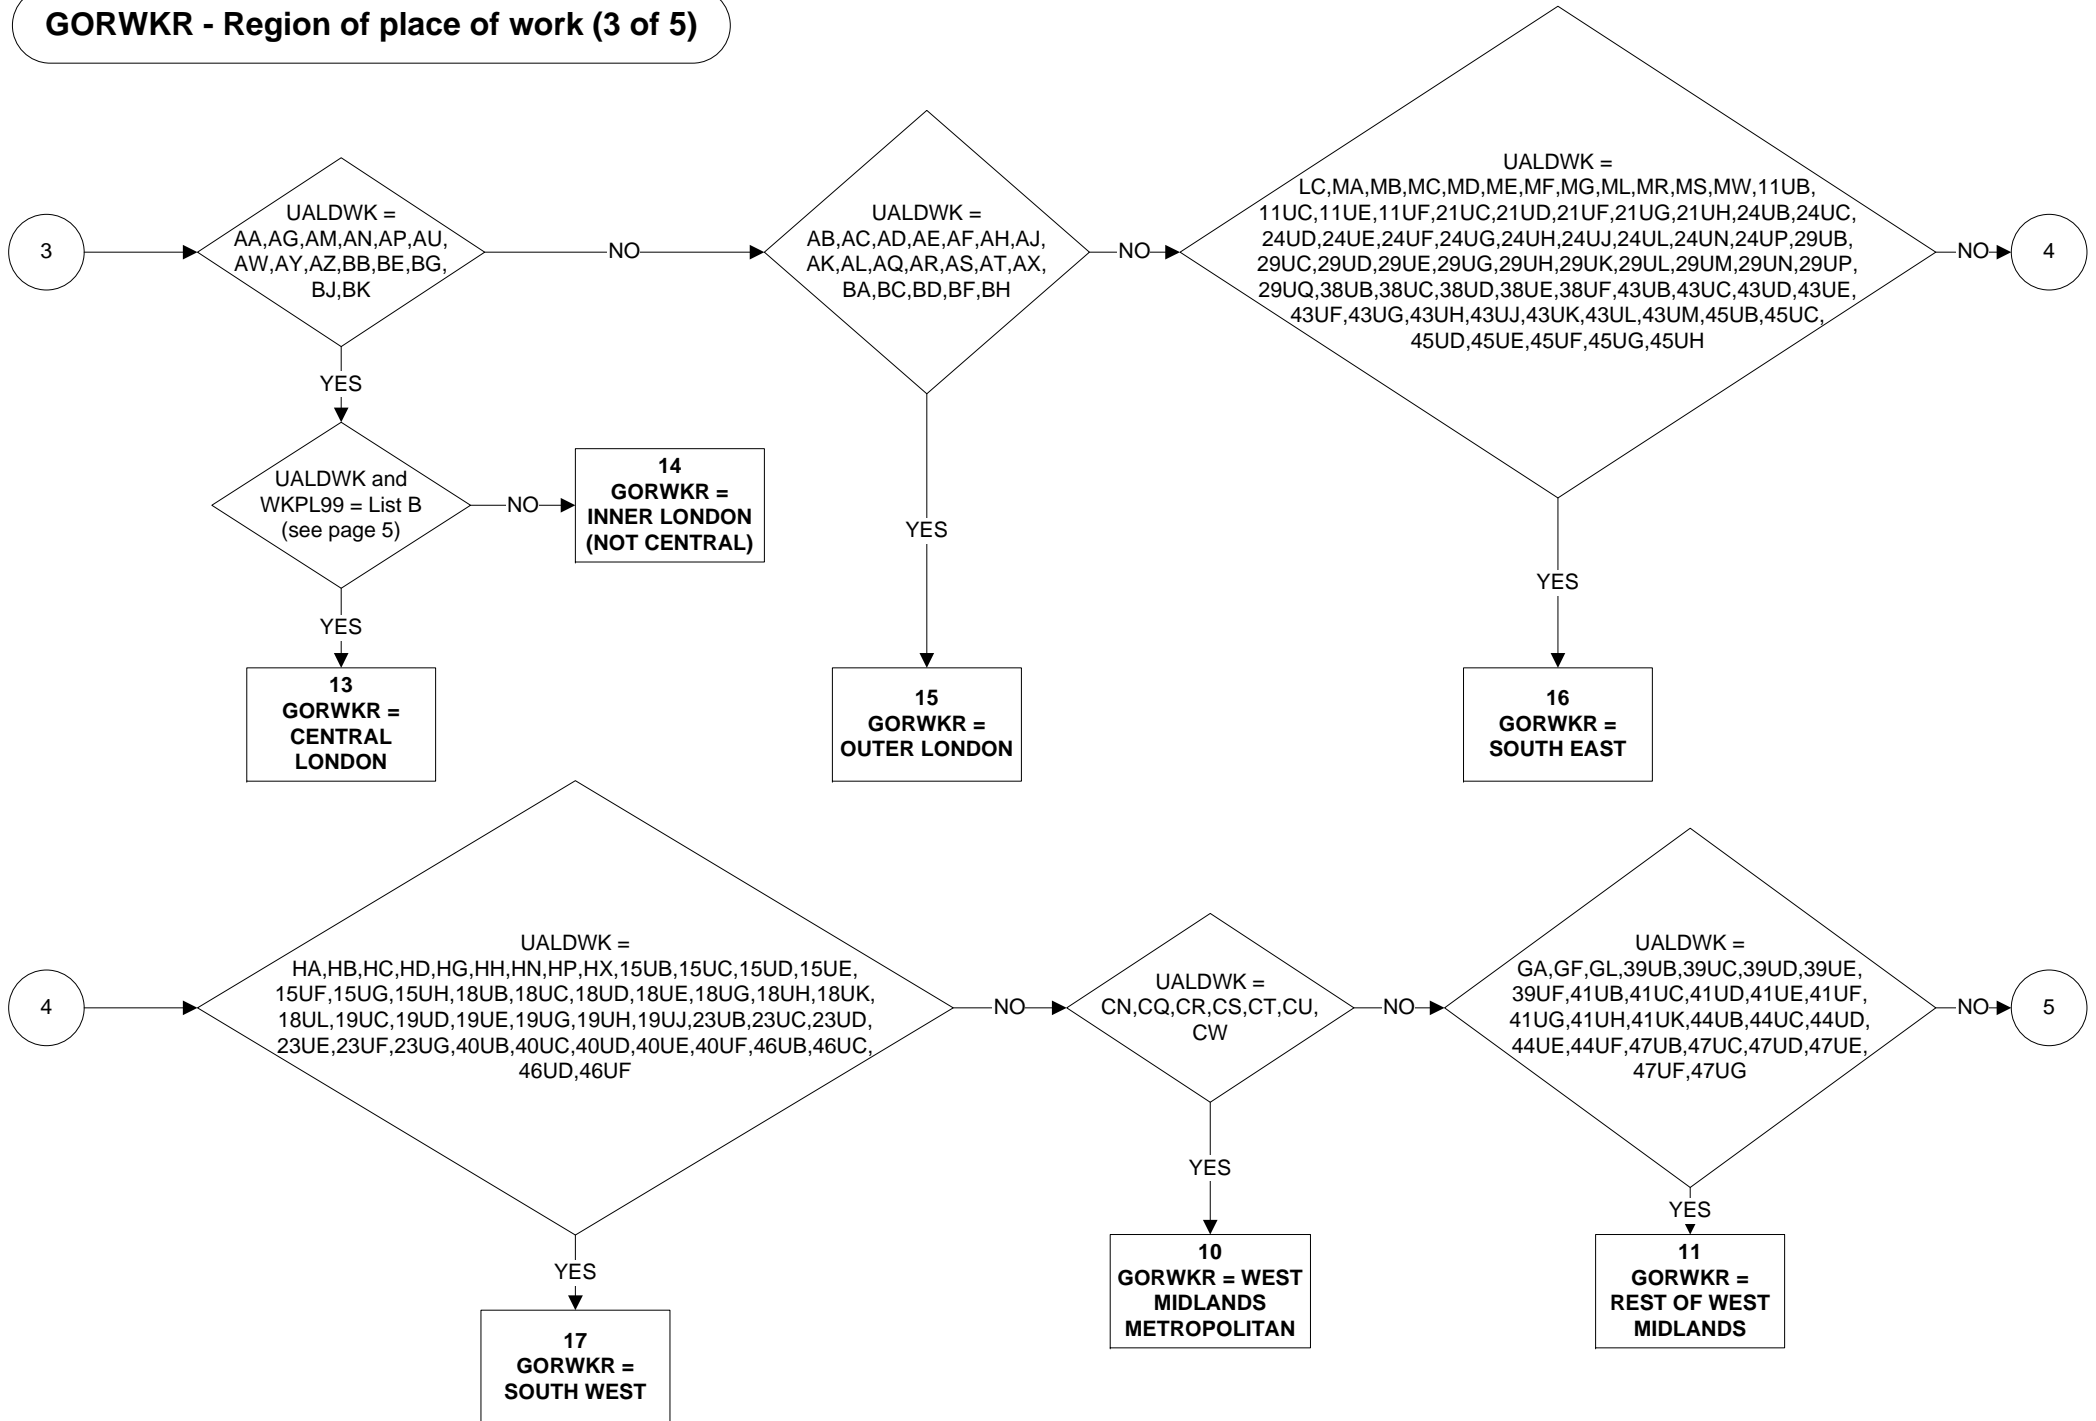 GORWKR - Region of place of work (3 of 5)
3
UALDWK =
AA,AG,AM,AN,AP,AU,
AW,AY,AZ,BB,BE,BG,
BJ,BK
NO
UALDWK =
AB,AC,AD,AE,AF,AH,AJ,
AK,AL,AQ,AR,AS,AT,AX,
BA,BC,BD,BF,BH
NO
UALDWK =
LC,MA,MB,MC,MD,ME,MF,MG,ML,MR,MS,MW,11UB,
11UC,11UE,11UF,21UC,21UD,21UF,21UG,21UH,24UB,24UC,
24UD,24UE,24UF,24UG,24UH,24UJ,24UL,24UN,24UP,29UB,
29UC,29UD,29UE,29UG,29UH,29UK,29UL,29UM,29UN,29UP,
29UQ,38UB,38UC,38UD,38UE,38UF,43UB,43UC,43UD,43UE,
43UF,43UG,43UH,43UJ,43UK,43UL,43UM,45UB,45UC,
45UD,45UE,45UF,45UG,45UH
NO
4
YES
UALDWK and
WKPL99 = List B
(see page 5)
NO
14
GORWKR =
INNER LONDON
(NOT CENTRAL)
YES
YES
YES
13
GORWKR =
CENTRAL
LONDON
15
GORWKR =
OUTER LONDON
16
GORWKR =
SOUTH EAST
4
UALDWK =
HA,HB,HC,HD,HG,HH,HN,HP,HX,15UB,15UC,15UD,15UE,
15UF,15UG,15UH,18UB,18UC,18UD,18UE,18UG,18UH,18UK,
18UL,19UC,19UD,19UE,19UG,19UH,19UJ,23UB,23UC,23UD,
23UE,23UF,23UG,40UB,40UC,40UD,40UE,40UF,46UB,46UC,
46UD,46UF
NO
UALDWK =
CN,CQ,CR,CS,CT,CU,
CW
NO
UALDWK =
GA,GF,GL,39UB,39UC,39UD,39UE,
39UF,41UB,41UC,41UD,41UE,41UF,
41UG,41UH,41UK,44UB,44UC,44UD,
44UE,44UF,47UB,47UC,47UD,47UE,
47UF,47UG
NO
5
YES
YES
YES
17
GORWKR =
SOUTH WEST
10
GORWKR = WEST
MIDLANDS
METROPOLITAN
11
GORWKR =
REST OF WEST
MIDLANDS